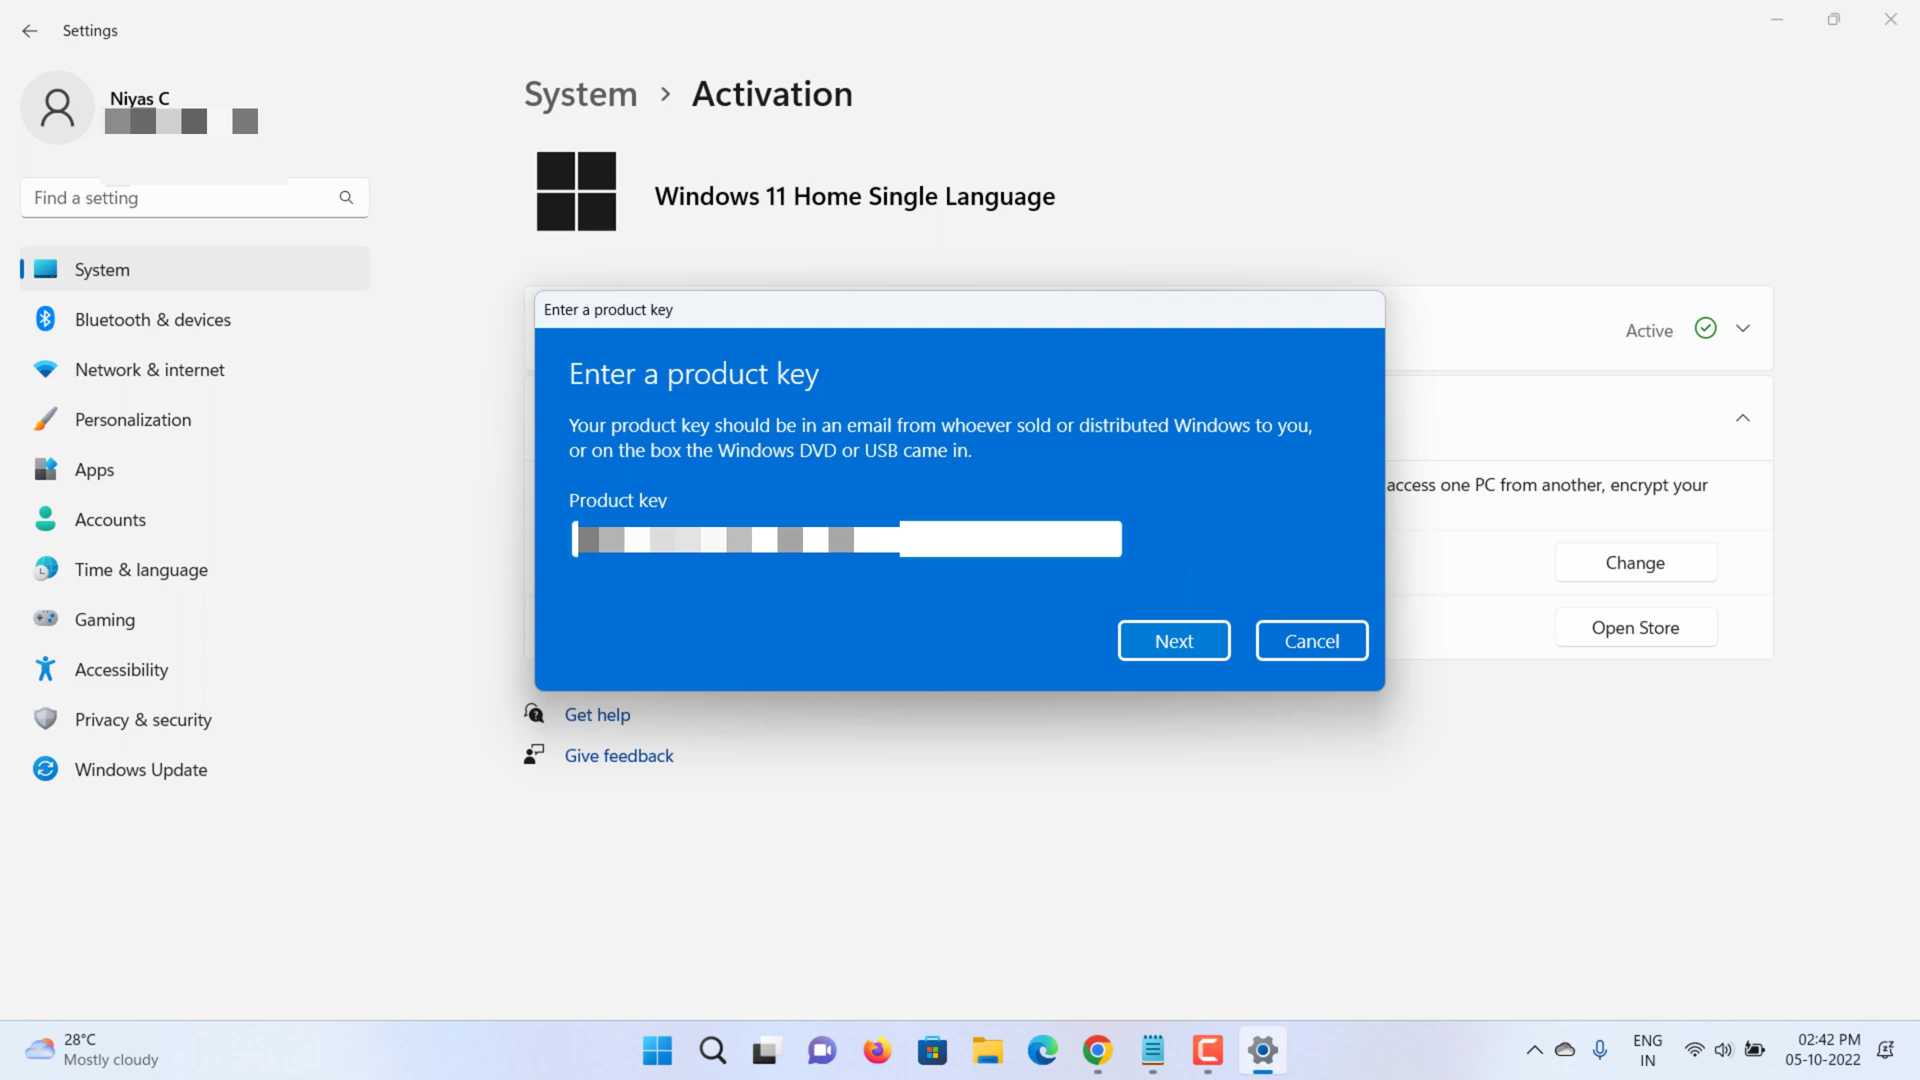 Settings
Niyas C
Find a setting
System
Bluetooth & devices
Network & internet
Personalization
Apps
Accounts
Time & language
Gaming
Accessibility
Privacy & security
Windows Update
System > Activation
Windows 11 Home Single Language
Active
access one PC from another, encrypt your
Change
Open Store
Enter a product key
Enter a product key
Your product key should be in an email from whoever sold or distributed Windows to you,
or on the box the Windows DVD or USB came in.
Product key
Next
Cancel
Get help
Give feedback
28°C
Mostly cloudy
ENG
IN
02:42 PM
05-10-2022